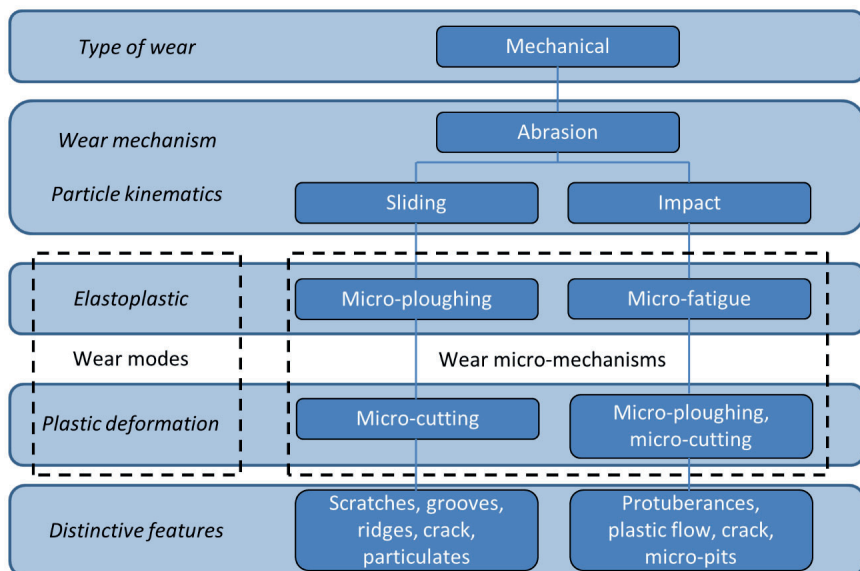 Type of wear
Mechanical
Wear mechanism
Abrasion
Particle kinematics
Sliding
Impact
Elastoplastic
Micro-ploughing
Micro-fatigue
Wear modes
Wear micro-mechanisms
Plastic deformation
Micro-cutting
Micro-ploughing,
micro-cutting
Distinctive features
Scratches, grooves,
ridges, crack,
particulates
Protuberances,
plastic flow, crack,
micro-pits